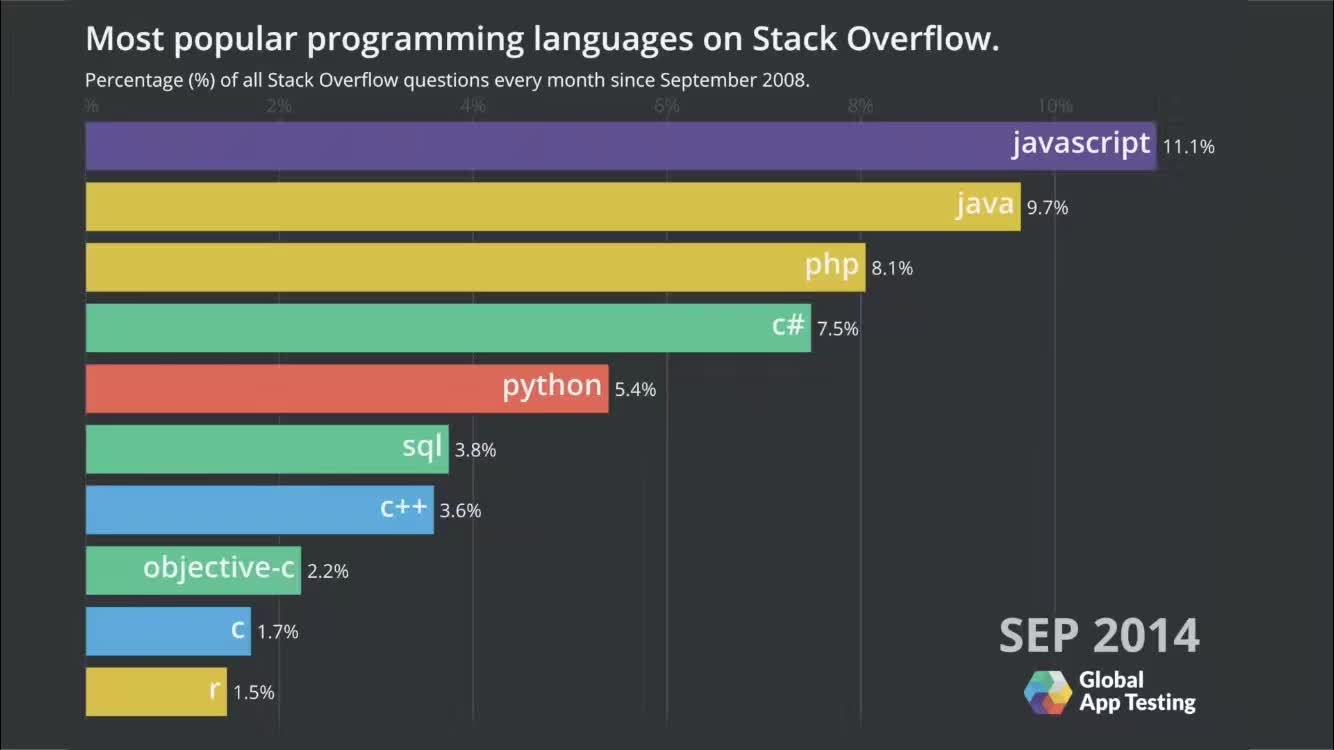 Most popular programming languages on Stack Overflow.
Percentage (%) of all Stack Overflow questions every month since September 2008.
% 2% 4% 6% 8% 10%
javascript 11.1%
java 9.7%
php 8.1%
c# 7.5%
python 5.4%
sql 3.8%
c++ 3.6%
objective-c 2.2%
c 1.7%
r 1.5%
SEP 2014
Global
App Testing